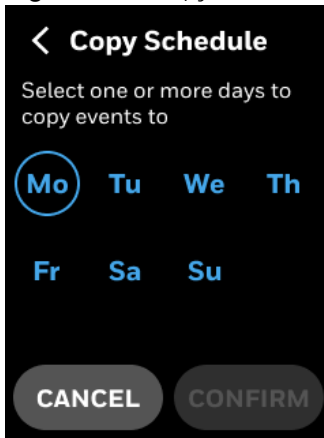 Copy Schedule
Select one or more days to
copy events to
Mo Tu We Th
Fr Sa Su
CANCEL CONFIRM